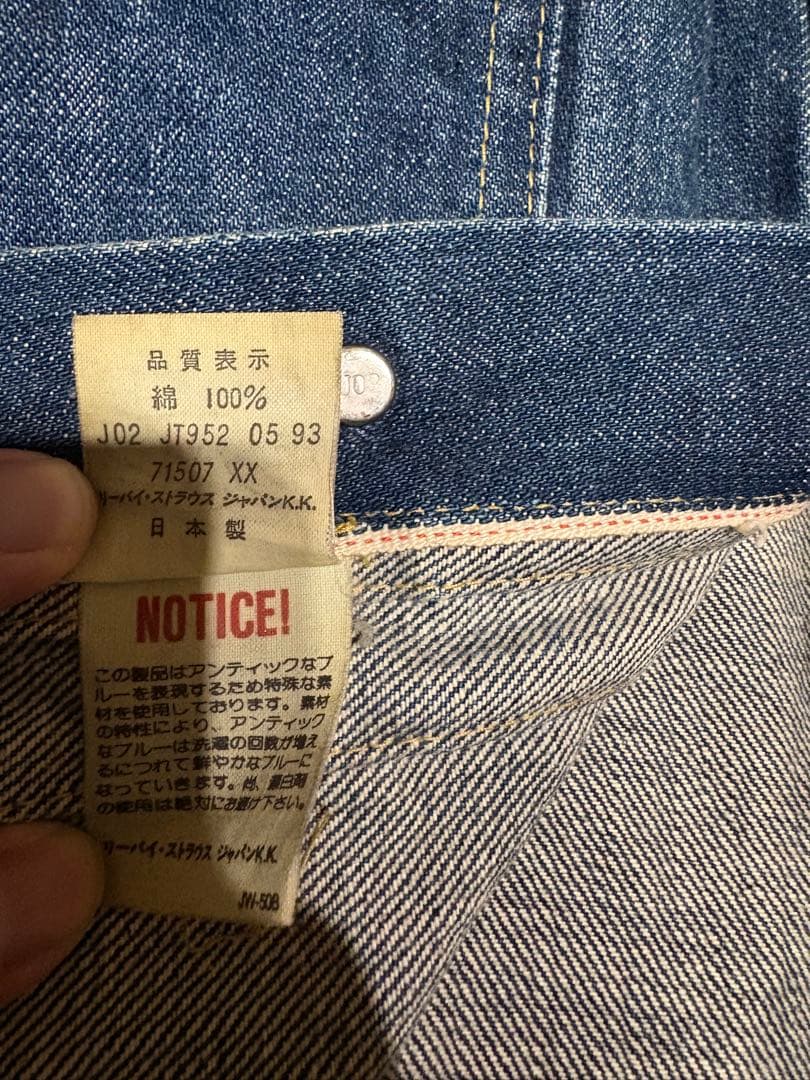 品質表示
綿 100%
J02 JT952 05 93
71507 XX
リーバイ・ストラウス ジャパンK.K.
日本製
J02
NOTICE!
この製品はアンティックなブ
ルーを表現するため特殊な素
材を使用しております。素材
の特性により、アンティック
なブルーは洗濯の回数が増え
るにつれて鮮やかなブルーに
なっていきます。尚、漂白剤
の使用は絶対にお避け下さい。
リーバイ・ストラウス ジャパンK.K.
JW-50B